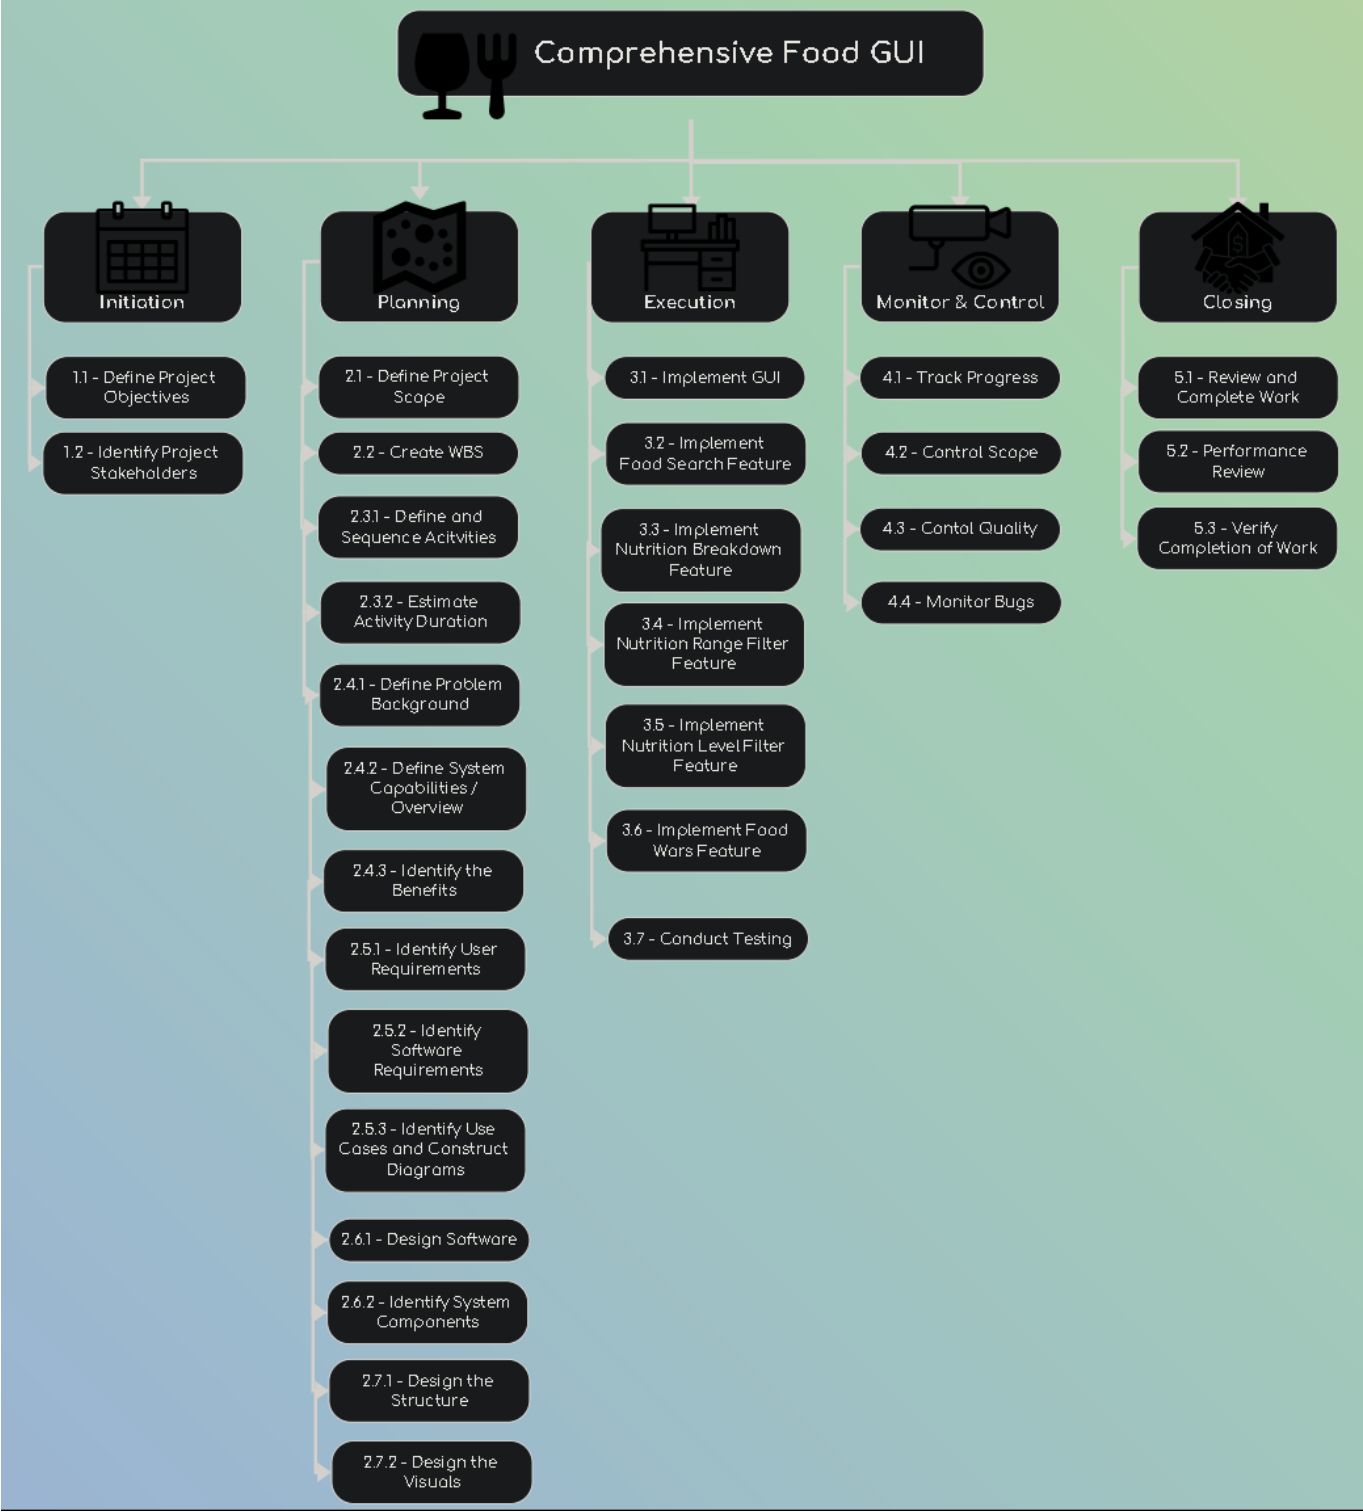 Comprehensive Food GUI
Initiation
1.1 - Define Project
Objectives
1.2 - Identify Project
Stakeholders
Planning
2.1 - Define Project
Scope
2.2 - Create WBS
2.3.1 - Define and
Sequence Acitvities
2.3.2 - Estimate
Activity Duration
2.4.1 - Define Problem
Background
2.4.2 - Define System
Capabilities /
Overview
2.4.3 - Identify the
Benefits
2.5.1 - Identify User
Requirements
2.5.2 - Identify
Software
Requirements
2.5.3 - Identify Use
Cases and Construct
Diagrams
2.6.1 - Design Software
2.6.2 - Identify System
Components
2.7.1 - Design the
Structure
2.7.2 - Design the
Visuals
Execution
3.1 - Implement GUI
3.2 - Implement
Food Search Feature
3.3 - Implement
Nutrition Breakdown
Feature
3.4 - Implement
Nutrition Range Filter
Feature
3.5 - Implement
Nutrition Level Filter
Feature
3.6 - Implement Food
Wars Feature
3.7 - Conduct Testing
Monitor & Control
4.1 - Track Progress
4.2 - Control Scope
4.3 - Contol Quality
4.4 - Monitor Bugs
Closing
$
5.1 - Review and
Complete Work
5.2 - Performance
Review
5.3 - Verify
Completion of Work